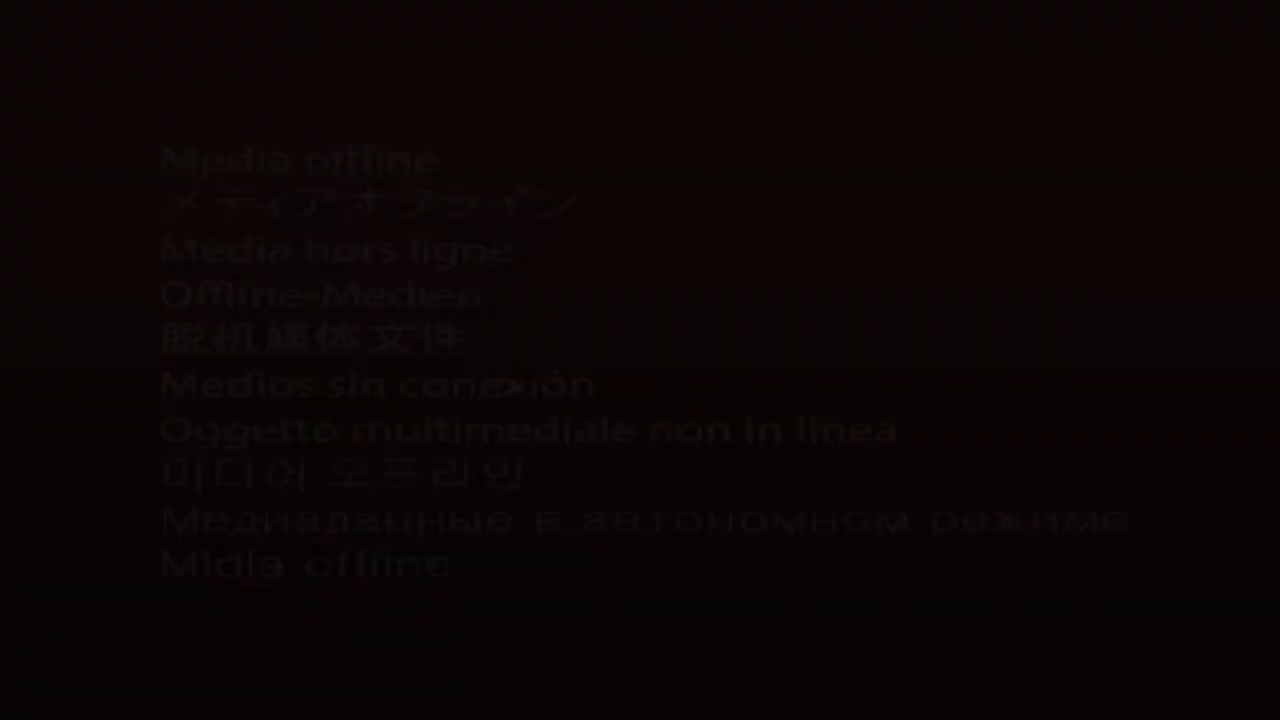 Media offline
メディアオフライン
Media hors ligne
Offline-Medien
脱机媒体文件
Medios sin conexión
Oggetto multimediale non in linea
미디어 오프라인
Медиаданные в автономном режиме
Mídia offline